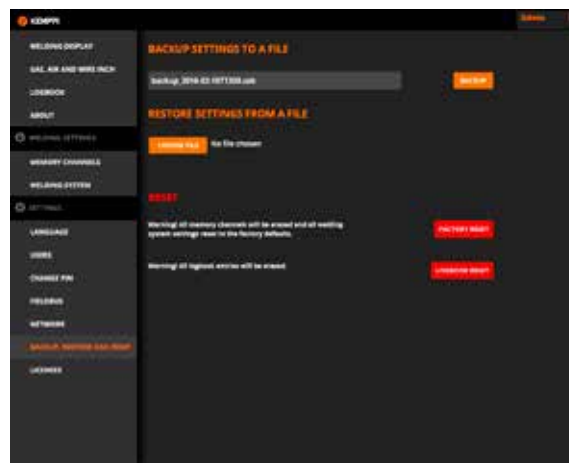 KEMPPI
Admin
WELDING DISPLAY
GAS, AIR AND WIRE INCH
LOGBOOK
ABOUT
WELDING SETTINGS
MEMORY CHANNELS
WELDING SYSTEM
SETTINGS
LANGUAGE
USERS
CHANGE PIN
FIELDBUS
NETWORK
BACKUP, RESTORE AND RESET
LICENSES
BACKUP SETTINGS TO A FILE
BACKUP
RESTORE SETTINGS FROM A FILE
CHOOSE FILE No file chosen
RESET
Warning! All memory channels will be erased and all welding
system settings reset to the factory defaults.
FACTORY RESET
Warning! All logbook entries will be erased.
LOGBOOK RESET